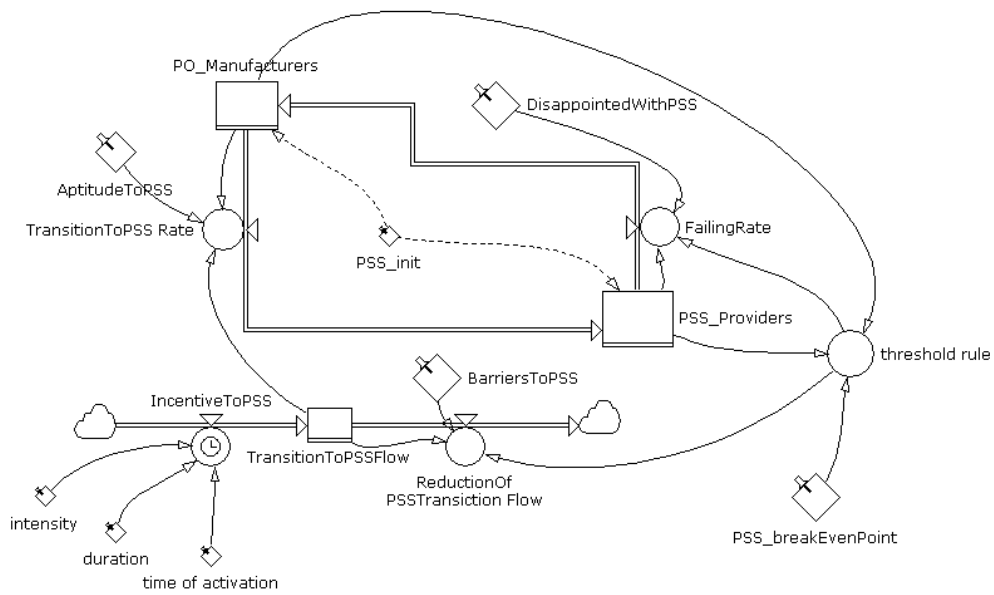 PO_Manufacturers
DisappointedWithPSS
AptitudeToPSS
TransitionToPSS Rate
FailingRate
PSS_init
PSS_Providers
threshold rule
BarriersToPSS
IncentiveToPSS
TransitionToPSSFlow
ReductionOf
PSSTransiction Flow
intensity
duration
time of activation
PSS_breakEvenPoint